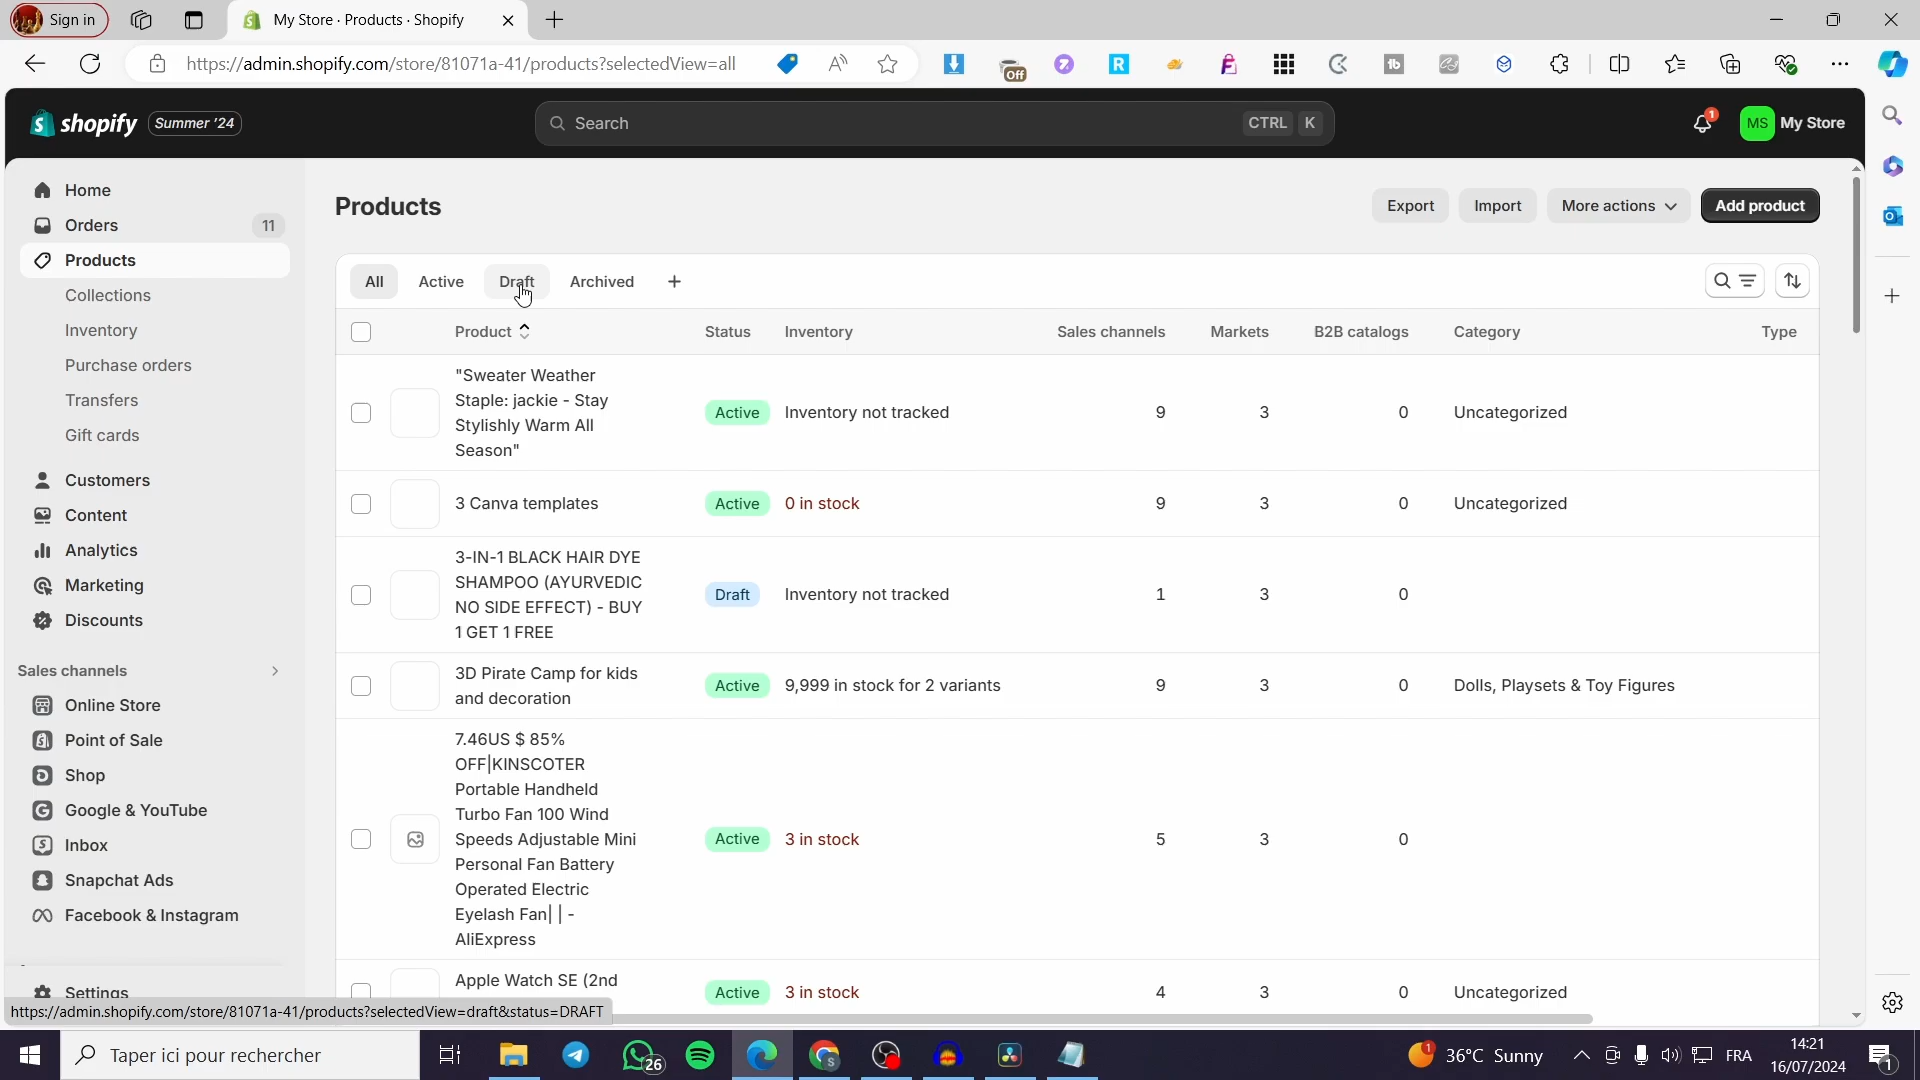 Sign in
My Store · Products · Shopify
https://admin.shopify.com/store/81071a-41/products?selectedView=all
Off
shopify Summer '24
Search CTRL K
1
MS My Store
Home
Orders 11
Products
Collections
Inventory
Purchase orders
Transfers
Gift cards
Customers
Content
Analytics
Marketing
Discounts
Sales channels
Online Store
Point of Sale
Shop
Google & YouTube
Inbox
Snapchat Ads
Facebook & Instagram
Settings
Products
Export Import More actions Add product
All Active Draft Archived
Product Status Inventory Sales channels Markets B2B catalogs Category Type
"Sweater Weather
Staple: jackie - Stay
Stylishly Warm All
Season"
Active Inventory not tracked 9 3 0 Uncategorized
3 Canva templates Active 0 in stock 9 3 0 Uncategorized
3-IN-1 BLACK HAIR DYE
SHAMPOO (AYURVEDIC
NO SIDE EFFECT) - BUY
1 GET 1 FREE
Draft Inventory not tracked 1 3 0
3D Pirate Camp for kids
and decoration
Active 9,999 in stock for 2 variants 9 3 0 Dolls, Playsets & Toy Figures
7.46US $ 85%
OFF|KINSCOTER
Portable Handheld
Turbo Fan 100 Wind
Speeds Adjustable Mini
Personal Fan Battery
Operated Electric
Eyelash Fan| | -
AliExpress
Active 3 in stock 5 3 0
Apple Watch SE (2nd
Active 3 in stock 4 3 0 Uncategorized
https://admin.shopify.com/store/81071a-41/products?selectedView=draft&status=DRAFT
Taper ici pour rechercher
26
1
36°C Sunny
FRA
14:21
16/07/2024
1